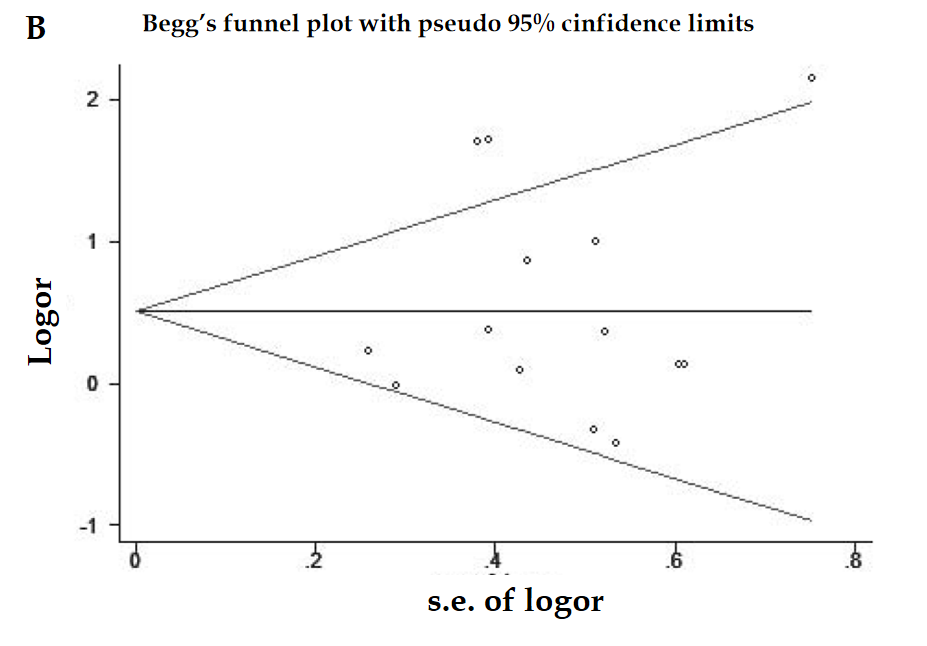 B
Begg’s funnel plot with pseudo 95% cinfidence limits
2
1
0
-1
Logor
0 .2 .4 .6 .8
s.e. of logor